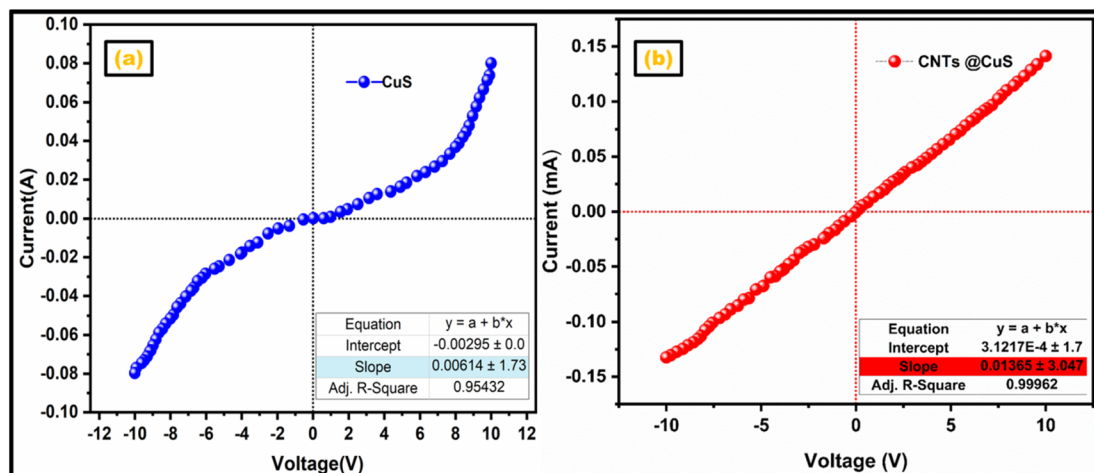 (a)
CuS
Current(A)
0.10
0.08
0.06
0.04
0.02
0.00
-0.02
-0.04
-0.06
-0.08
-0.10
-12 -10 -8 -6 -4 -2 0 2 4 6 8 10 12
Voltage(V)
Equation y = a + b*x
Intercept -0.00295 ± 0.0
Slope 0.00614 ± 1.73
Adj. R-Square 0.95432
(b)
CNTs @CuS
Current (mA)
0.15
0.10
0.05
0.00
-0.05
-0.10
-0.15
-10 -5 0 5 10
Voltage (V)
Equation y = a + b*x
Intercept 3.1217E-4 ± 1.7
Slope 0.01365 ± 3.047
Adj. R-Square 0.99962